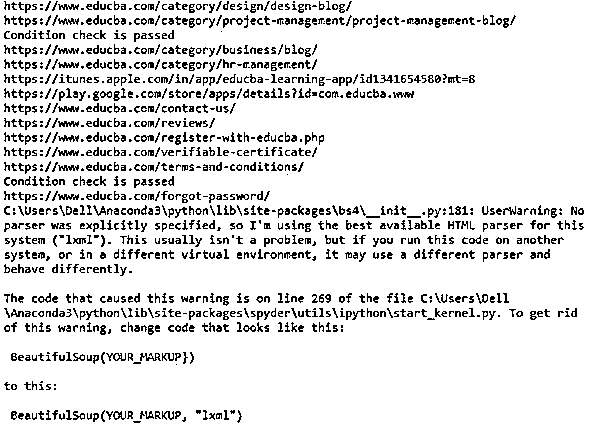 https://www.educba.com/category/design/design-blog/
https://www.educba.com/category/project-management/project-management-blog/
Condition check is passed
https://www.educba.com/category/business/blog/
https://www.educba.com/category/hr-management/
https://itunes.apple.com/in/app/educba-learning-app/id1341654580?mt=8
https://play.google.com/store/apps/details?id=com.educba.www
https://www.educba.com/contact-us/
https://www.educba.com/reviews/
https://www.educba.com/register-with-educba.php
https://www.educba.com/verifiable-certificate/
https://www.educba.com/terms-and-conditions/
Condition check is passed
https://www.educba.com/forgot-password/
C:\Users\Dell\Anaconda3\python\lib\site-packages\bs4\__init__.py:181: UserWarning: No
parser was explicitly specified, so I'm using the best available HTML parser for this
system ("lxml"). This usually isn't a problem, but if you run this code on another
system, or in a different virtual environment, it may use a different parser and
behave differently.
The code that caused this warning is on line 269 of the file C:\Users\Dell
\Anaconda3\python\lib\site-packages\spyder\utils\ipython\start_kernel.py. To get rid
of this warning, change code that looks like this:
BeautifulSoup(YOUR_MARKUP})
to this:
BeautifulSoup(YOUR_MARKUP, "lxml")